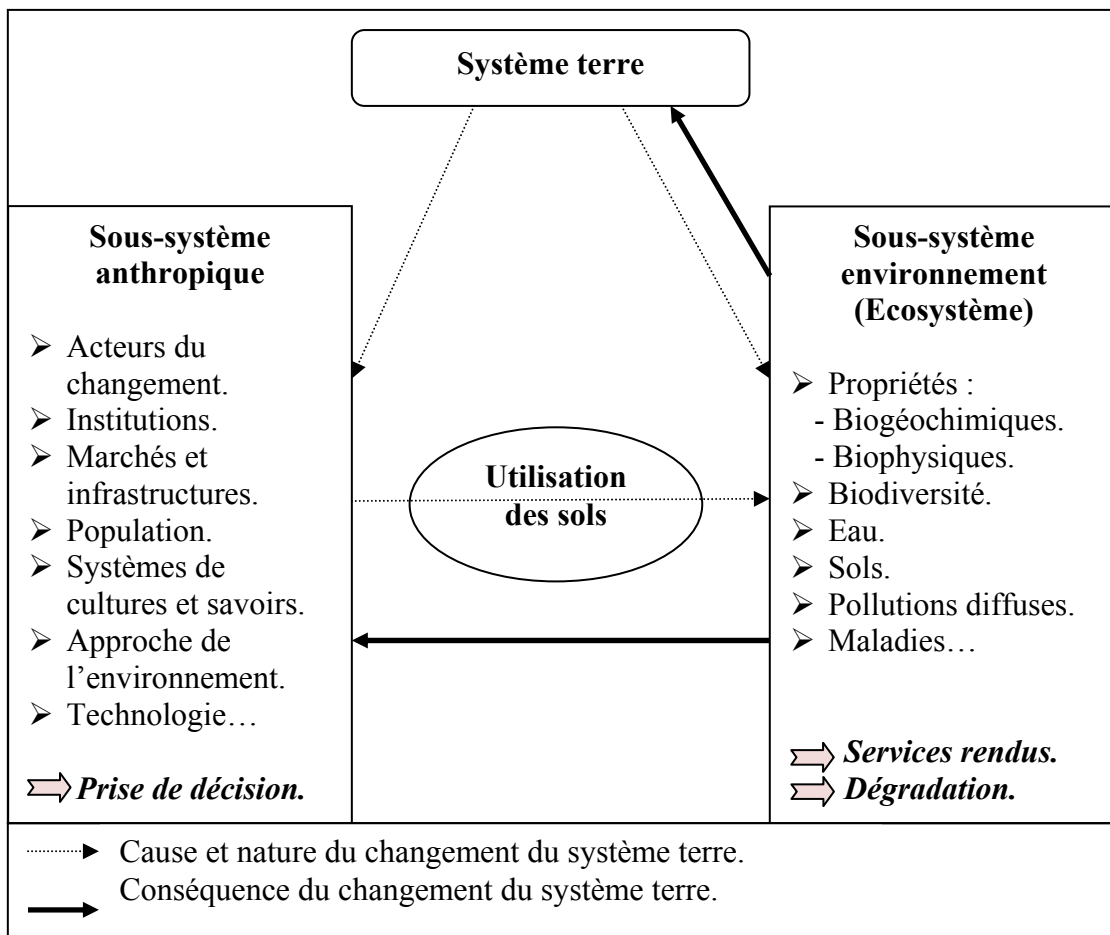 Système terre
Sous-système
anthropique
➢ Acteurs du
changement.
➢ Institutions.
➢ Marchés et
infrastructures.
➢ Population.
➢ Systèmes de
cultures et savoirs.
➢ Approche de
l’environnement.
➢ Technologie…
Prise de décision.
Utilisation
des sols
Sous-système
environnement
(Ecosystème)
➢ Propriétés :
- Biogéochimiques.
- Biophysiques.
➢ Biodiversité.
➢ Eau.
➢ Sols.
➢ Pollutions diffuses.
➢ Maladies…
Services rendus.
Dégradation.
Cause et nature du changement du système terre.
Conséquence du changement du système terre.